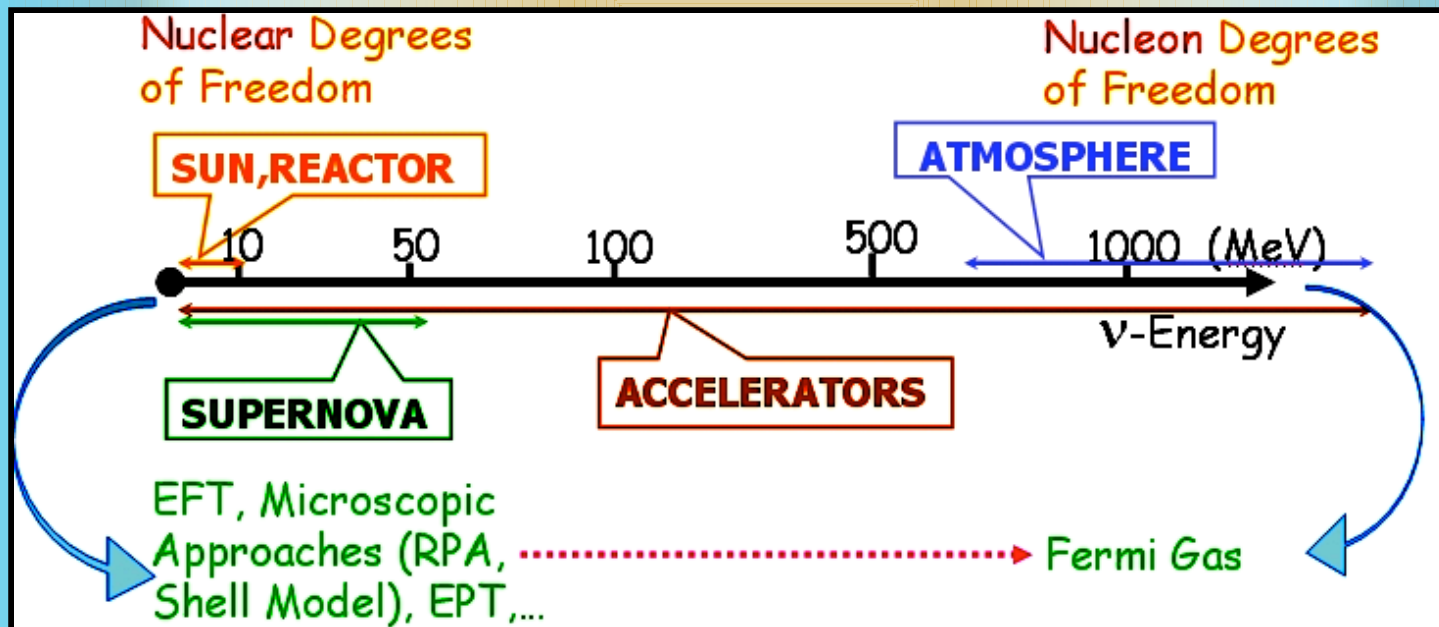 Nuclear Degrees
of Freedom
Nucleon Degrees
of Freedom
SUN,REACTOR
ATMOSPHERE
10 50 100 500 1000 (MeV)
ν-Energy
SUPERNOVA
ACCELERATORS
EFT, Microscopic
Approaches (RPA,
Shell Model), EPT,...
Fermi Gas